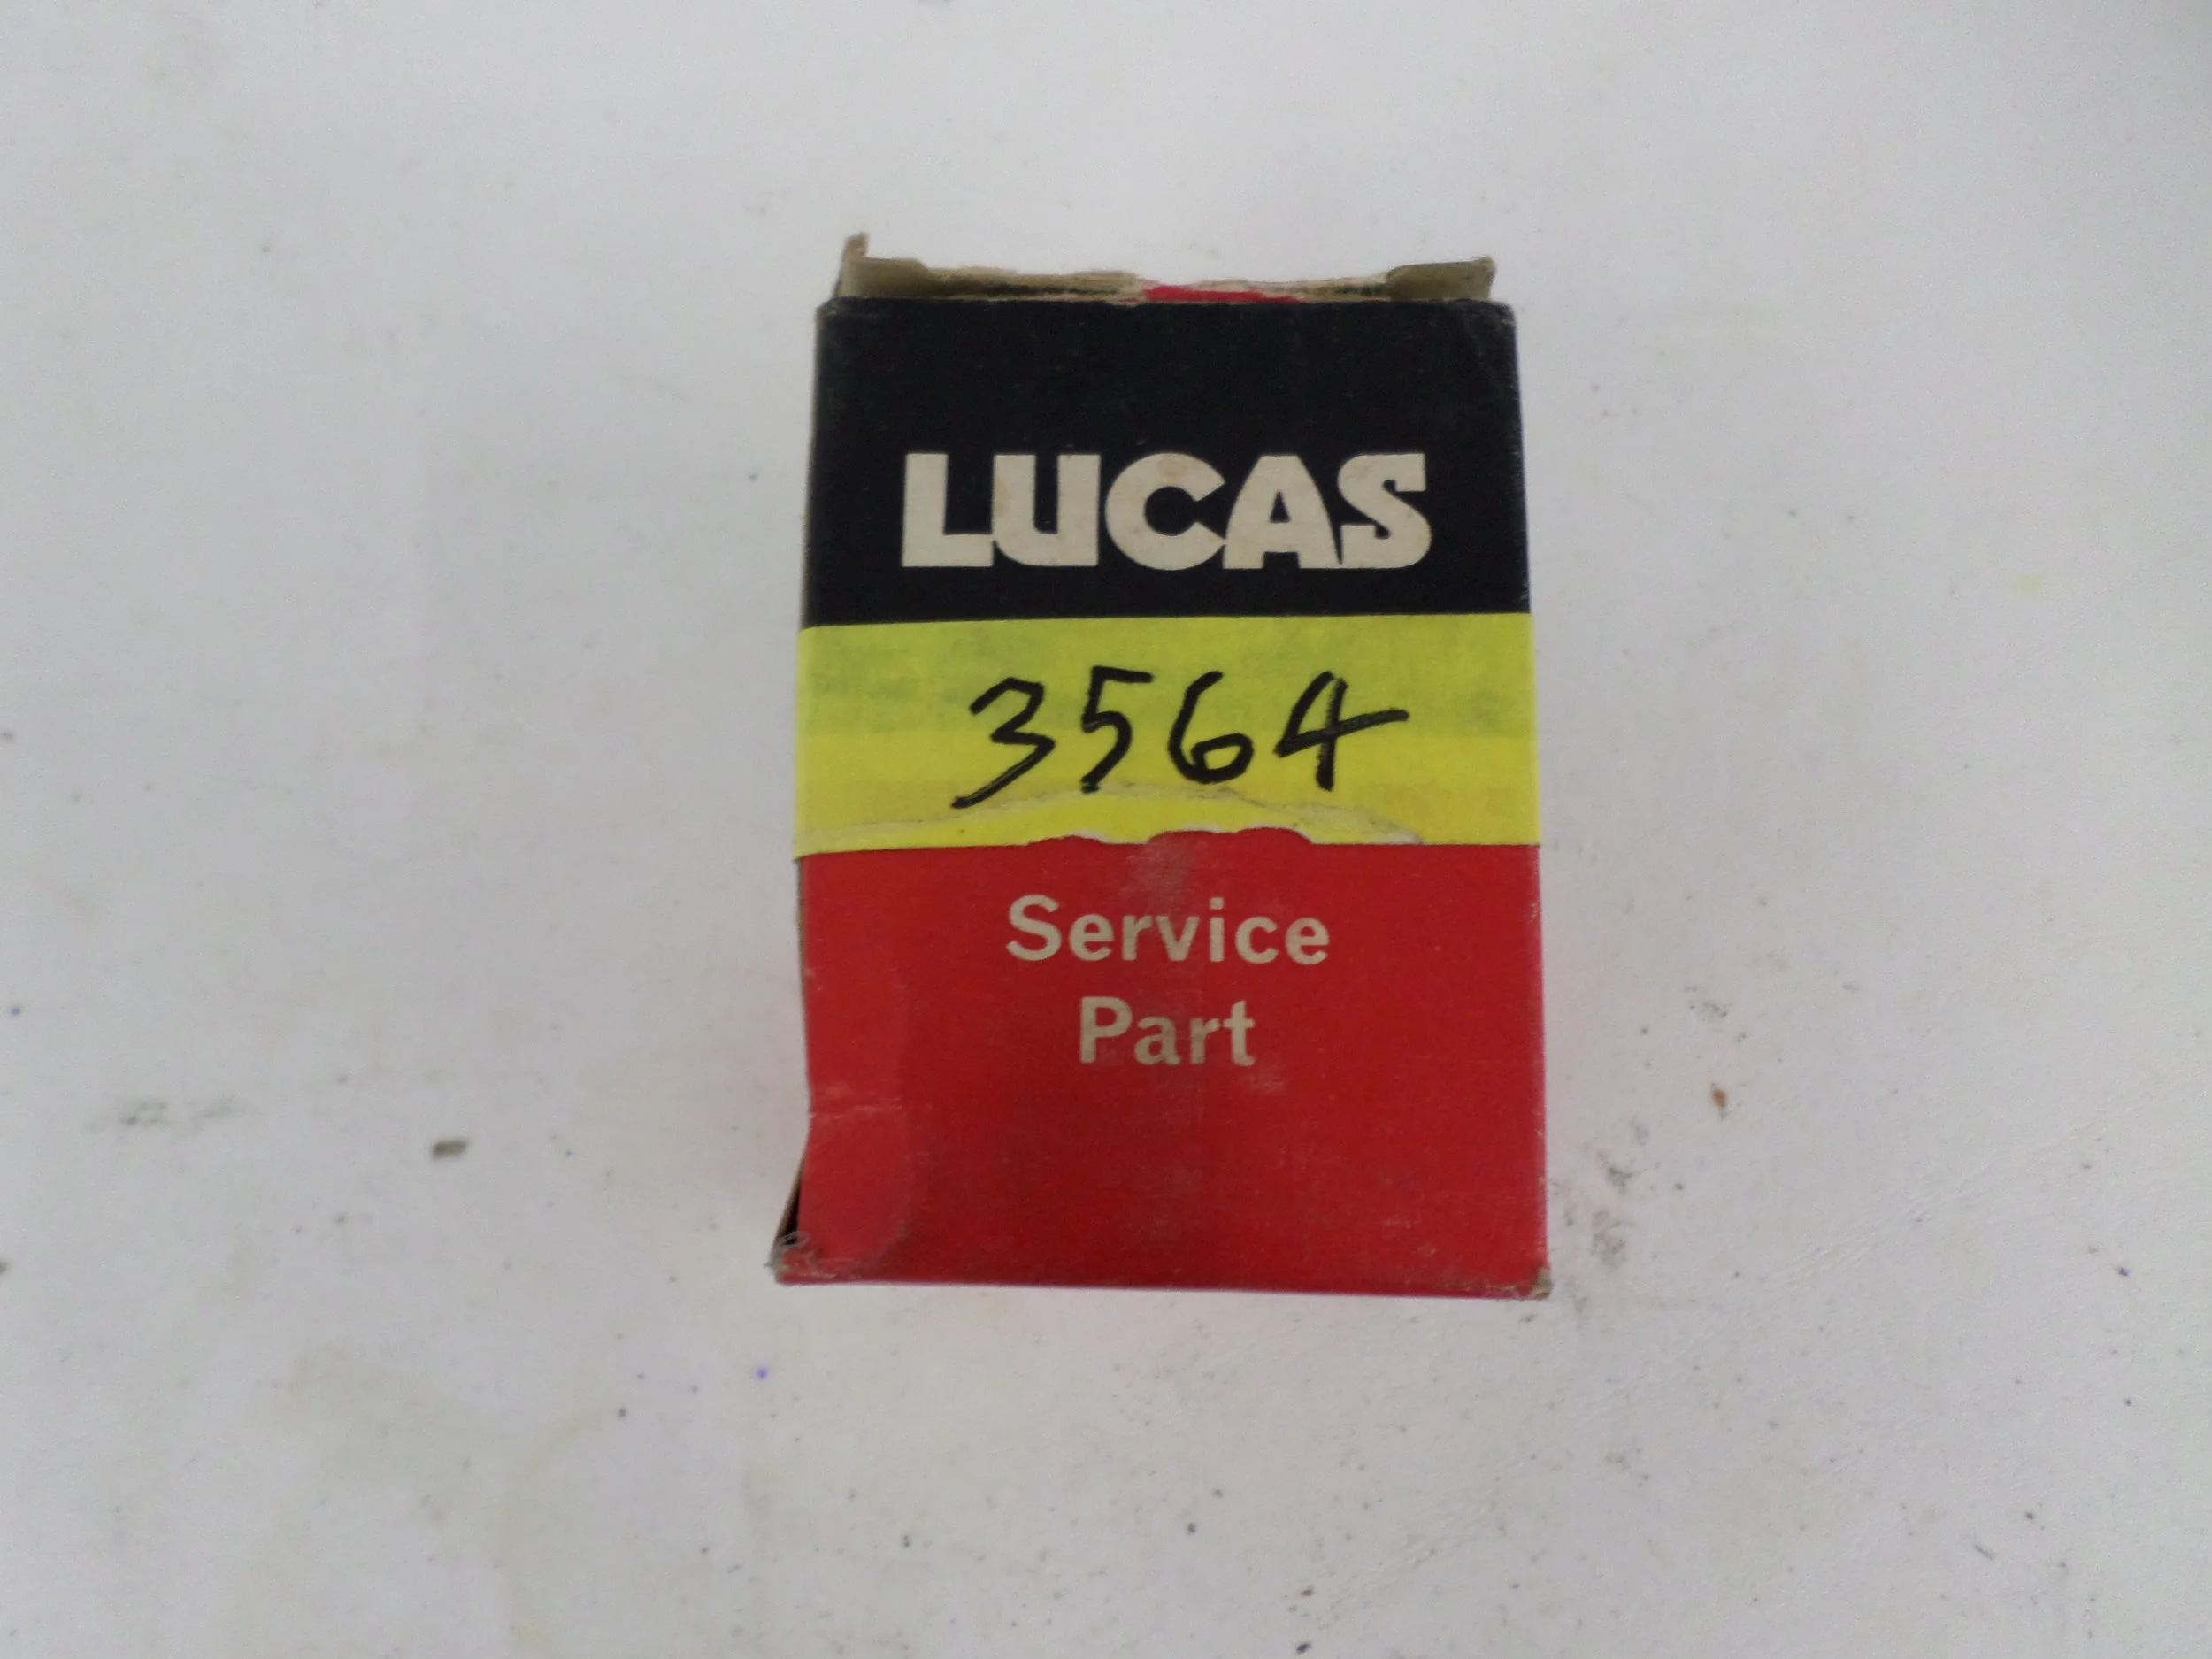 LUCAS
3564
Service
Part